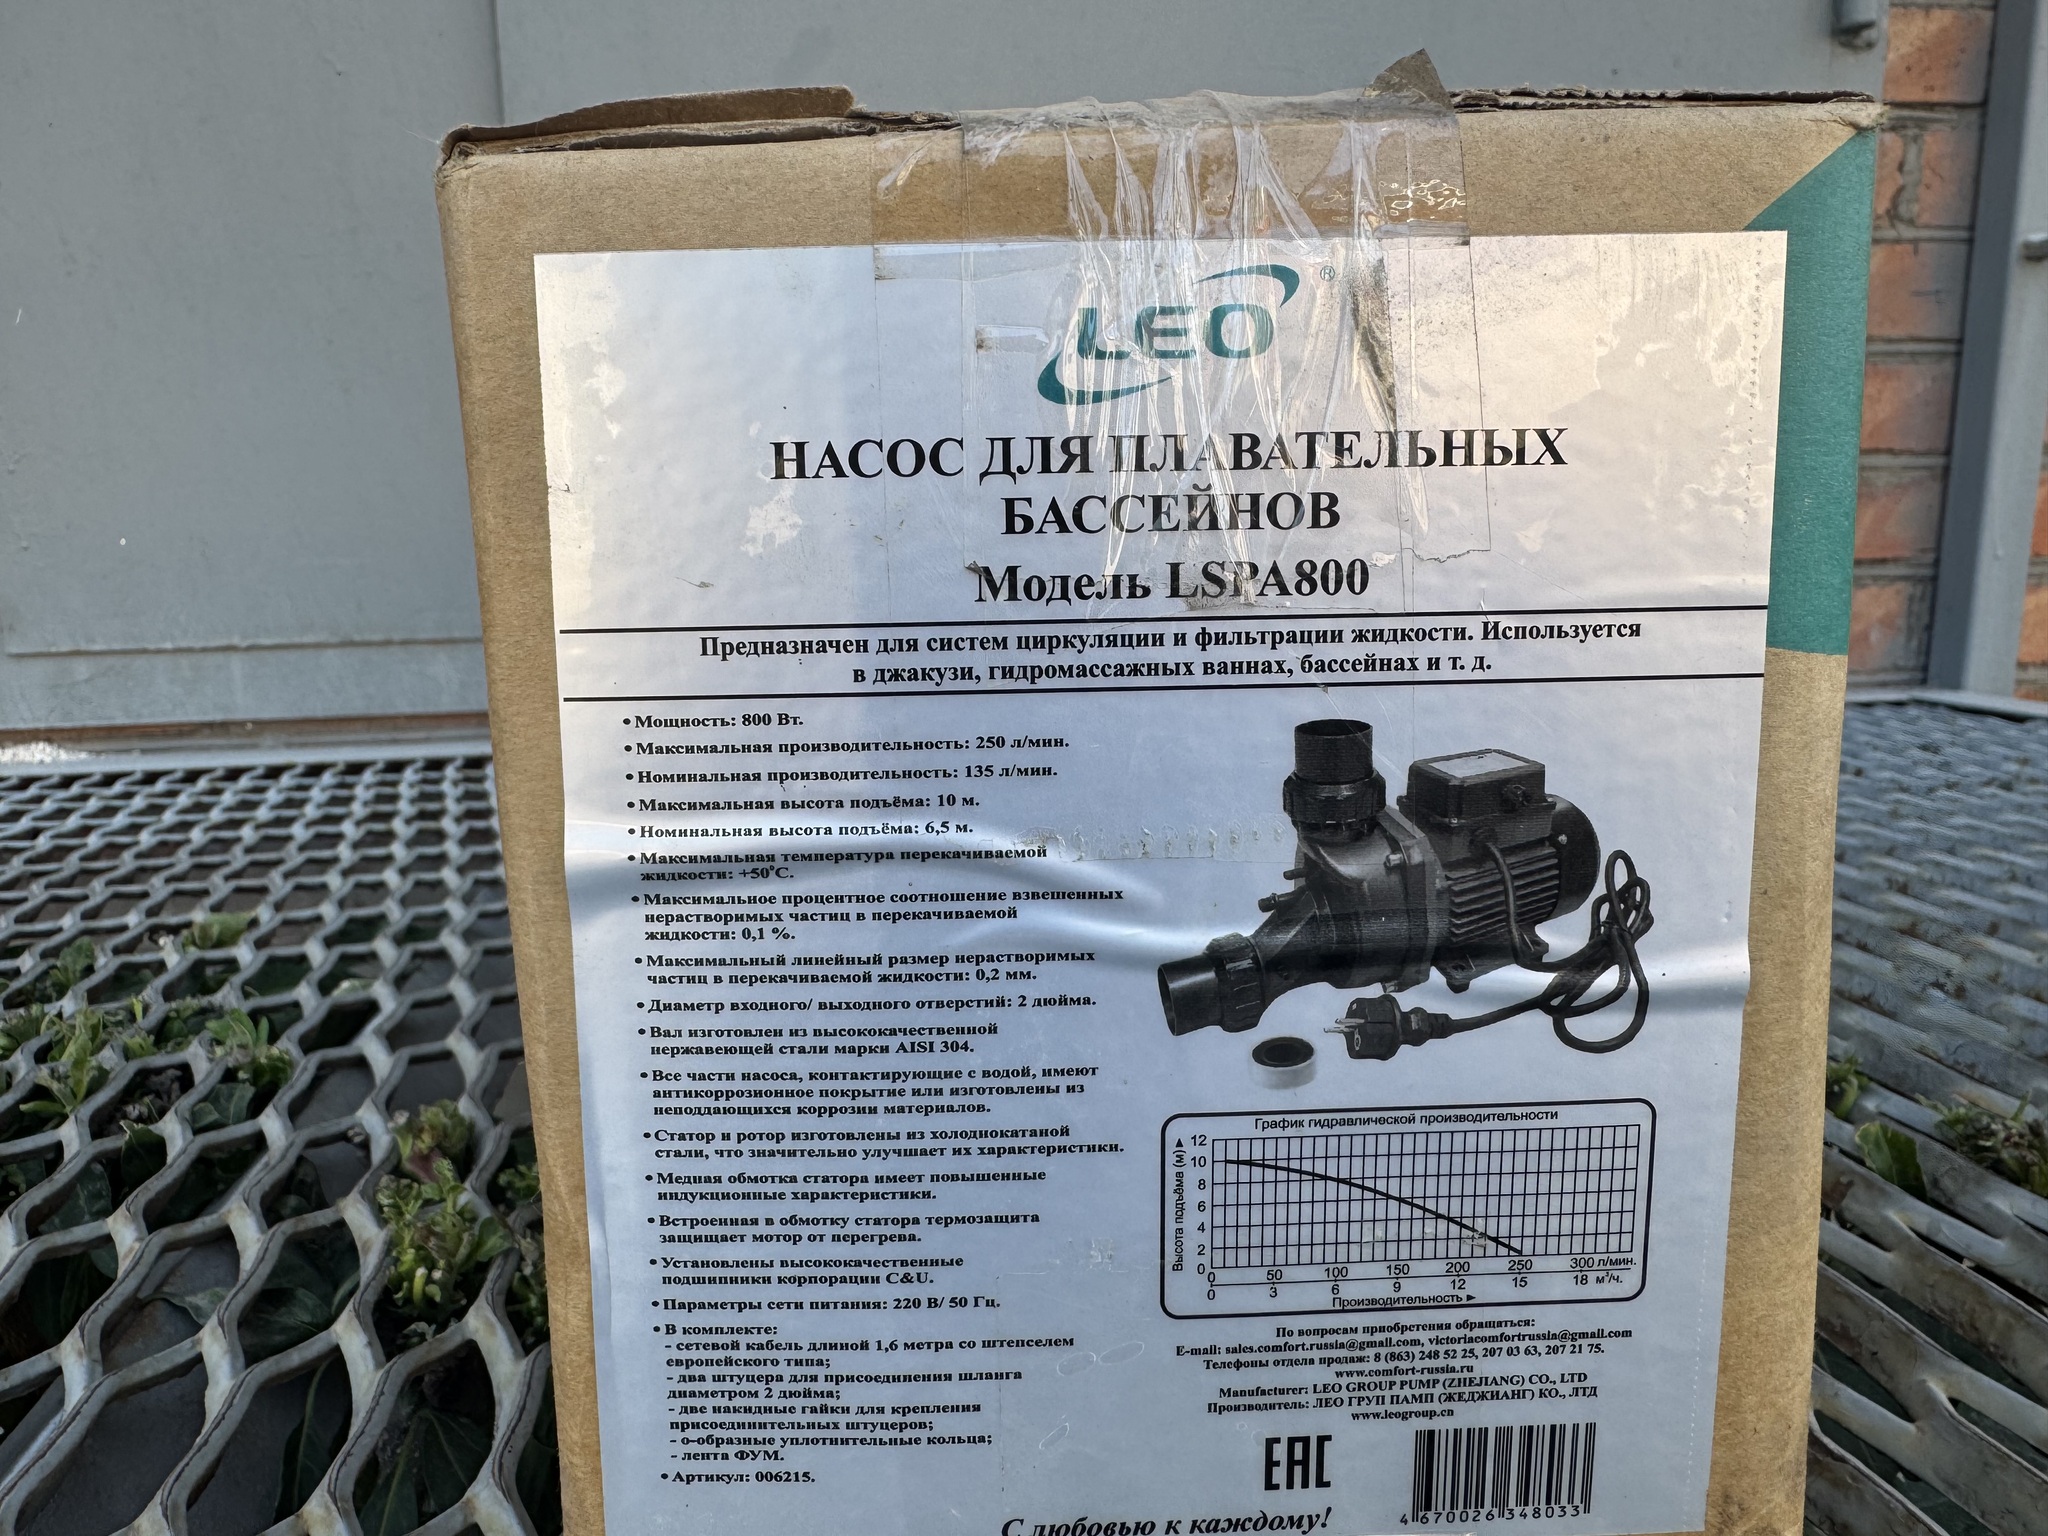 LEO ®
НАСОС ДЛЯ ПЛАВАТЕЛЬНЫХ
БАССЕЙНОВ
Модель LSPA800
Предназначен для систем циркуляции и фильтрации жидкости. Используется
в джакузи, гидромассажных ваннах, бассейнах и т. д.
• Мощность: 800 Вт.
• Максимальная производительность: 250 л/мин.
• Номинальная производительность: 135 л/мин.
• Максимальная высота подъёма: 10 м.
• Номинальная высота подъёма: 6,5 м.
• Максимальная температура перекачиваемой
жидкости: +50°С.
• Максимальное процентное соотношение взвешенных
нерастворимых частиц в перекачиваемой
жидкости: 0,1 %.
• Максимальный линейный размер нерастворимых
частиц в перекачиваемой жидкости: 0,2 мм.
• Диаметр входного/ выходного отверстий: 2 дюйма.
• Вал изготовлен из высококачественной
нержавеющей стали марки AISI 304.
• Все части насоса, контактирующие с водой, имеют
антикоррозионное покрытие или изготовлены из
неподдающихся коррозии материалов.
• Статор и ротор изготовлены из холоднокатаной
стали, что значительно улучшает их характеристики.
• Медная обмотка статора имеет повышенные
индукционные характеристики.
• Встроенная в обмотку статора термозащита
защищает мотор от перегрева.
• Установлены высококачественные
подшипники корпорации C&U.
• Параметры сети питания: 220 В/ 50 Гц.
• В комплекте:
- сетевой кабель длиной 1,6 метра со штепселем
европейского типа;
- два штуцера для присоединения шланга
диаметром 2 дюйма;
- две накидные гайки для крепления
присоединительных штуцеров;
- о-образные уплотнительные кольца;
- лента ФУМ.
• Артикул: 006215.
График гидравлической производительности
Высота подъёма (м) ►
12
10
8
6
4
2
0
0 50 100 150 200 250 300 л/мин.
0 3 6 9 12 15 18 м³/ч.
Производительность ►
По вопросам приобретения обращаться:
E-mail: sales.comfort.russia@gmail.com, victoriacomfortrussia@gmail.com
Телефоны отдела продаж: 8 (863) 248 52 25, 207 03 63, 207 21 75.
www.comfort-russia.ru
Manufacturer: LEO GROUP PUMP (ZHEJIANG) CO., LTD
Производитель: ЛЕО ГРУП ПАМП (ЖЕДЖИАНГ) КО., ЛТД
www.leogroup.cn
EAC
4 670026 348033
С любовью к каждому!